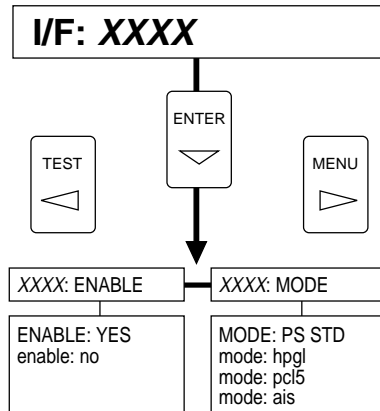 I/F: XXXX
ENTER
TEST
MENU
XXXX: ENABLE
XXXX: MODE
ENABLE: YES
enable: no
MODE: PS STD
mode: hpgl
mode: pcl5
mode: ais